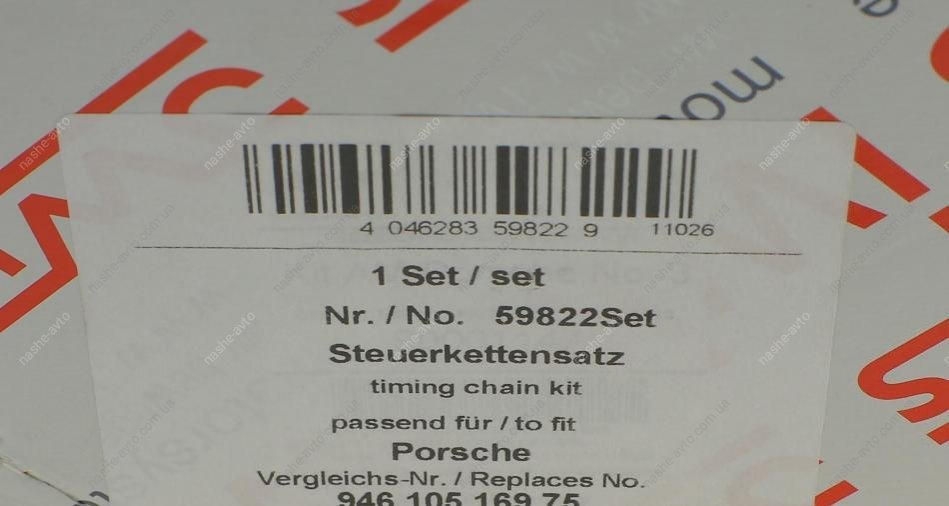 4 046283 59822 9 11026
1 Set / set
Nr. / No. 59822Set
Steuerkettensatz
timing chain kit
passend für / to fit
Porsche
Vergleichs-Nr. / Replaces No.
946 105 169 75